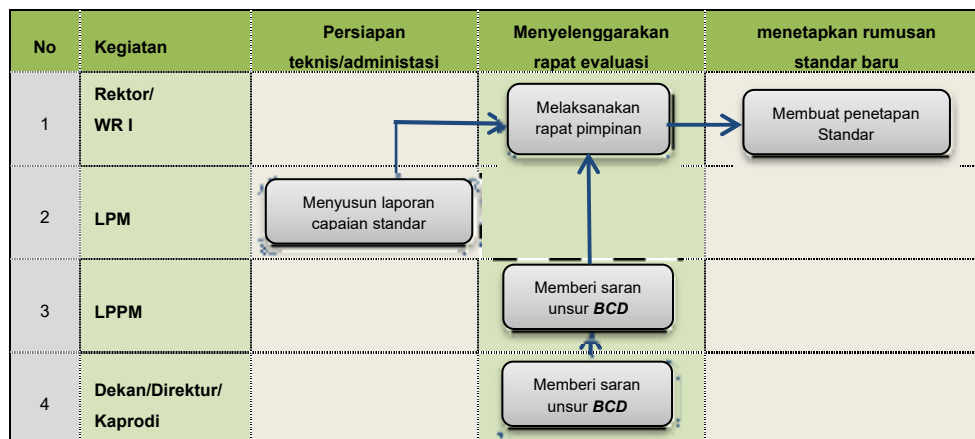 No
Kegiatan
Persiapan
teknis/administasi
Menyelenggarakan
rapat evaluasi
menetapkan rumusan
standar baru
1
Rektor/
WR I
Melaksanakan
rapat pimpinan
Membuat penetapan
Standar
2
LPM
Menyusun laporan
capaian standar
3
LPPM
Memberi saran
unsur BCD
4
Dekan/Direktur/
Kaprodi
Memberi saran
unsur BCD